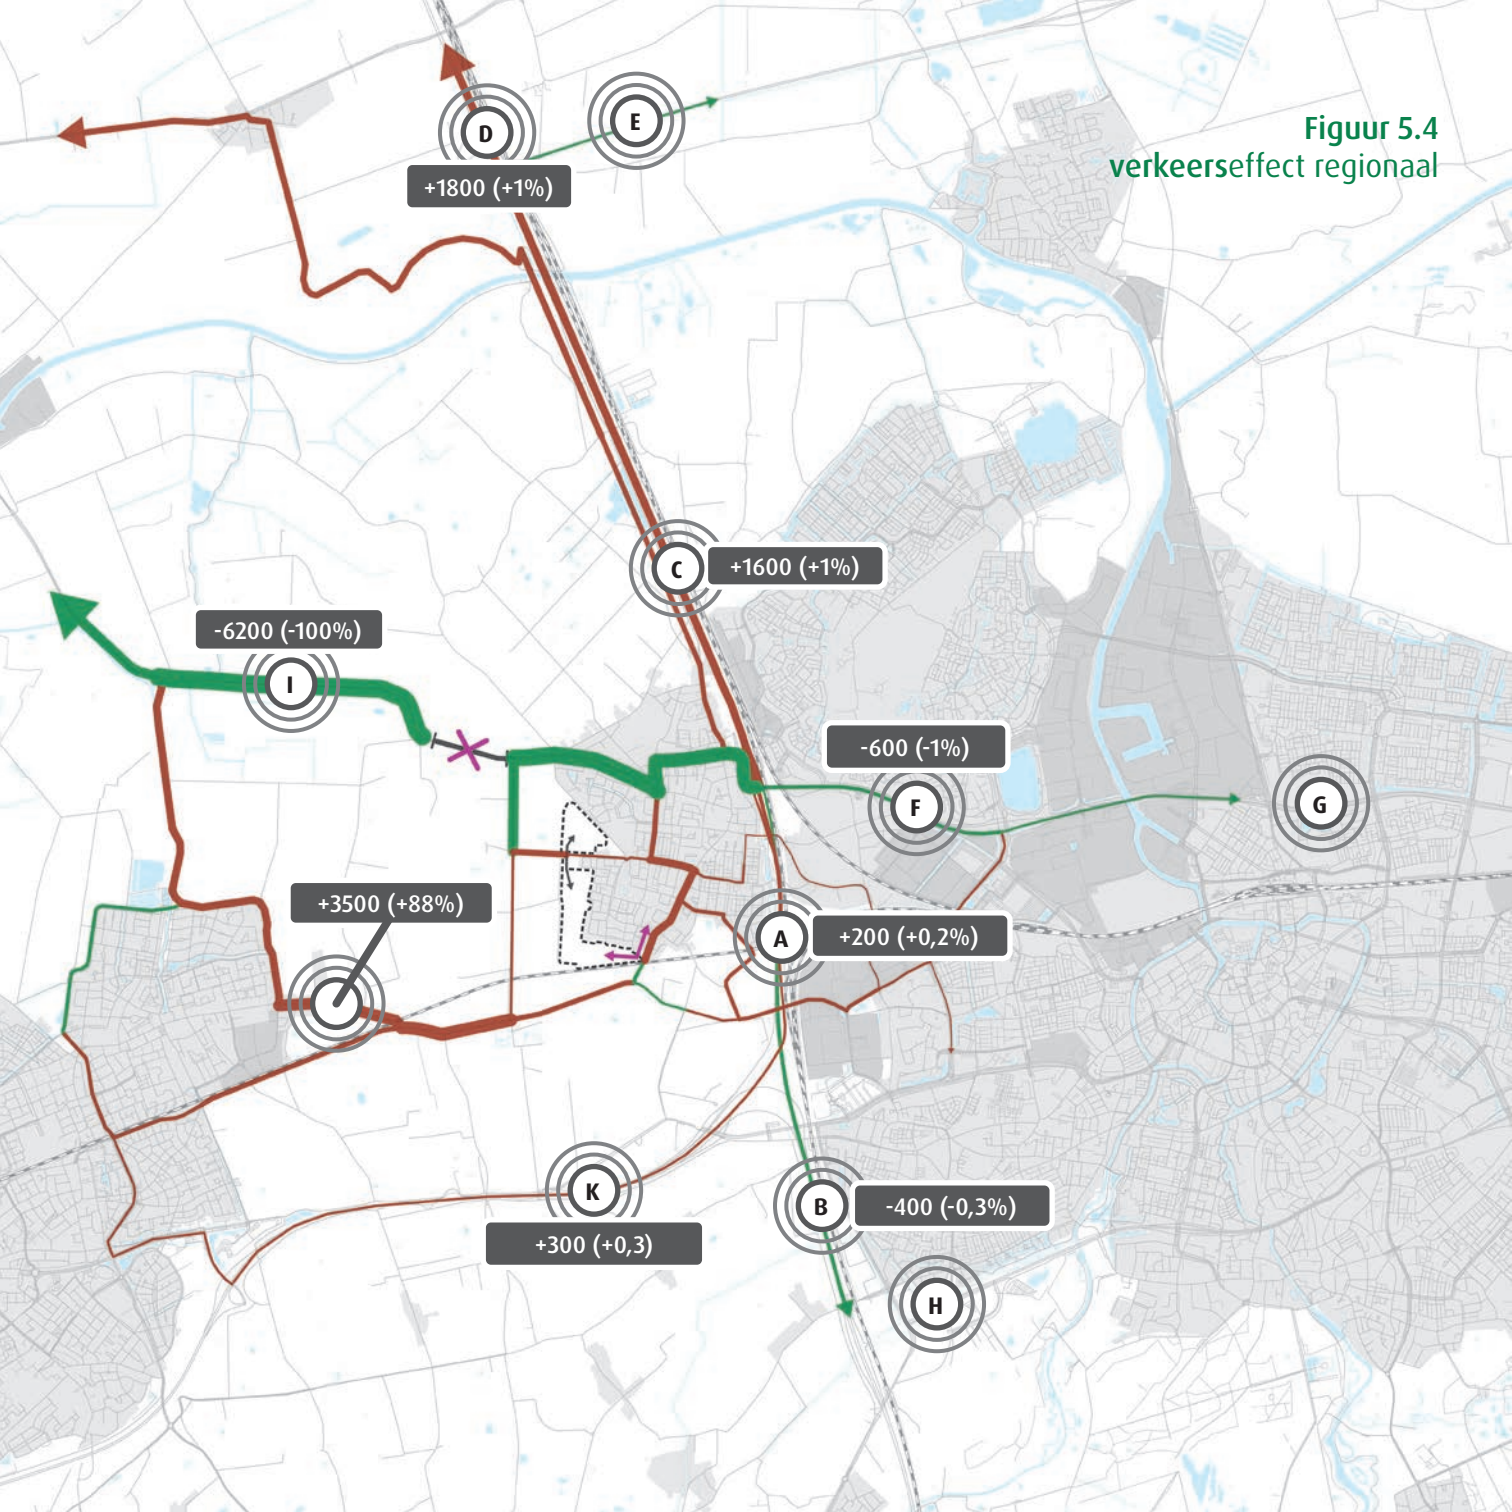 D
E
Figuur 5.4
verkeerseffect regionaal
+1800 (+1%)
C
+1600 (+1%)
-6200 (-100%)
I
-600 (-1%)
F
G
+3500 (+88%)
A
+200 (+0,2%)
K
B
-400 (-0,3%)
+300 (+0,3)
H